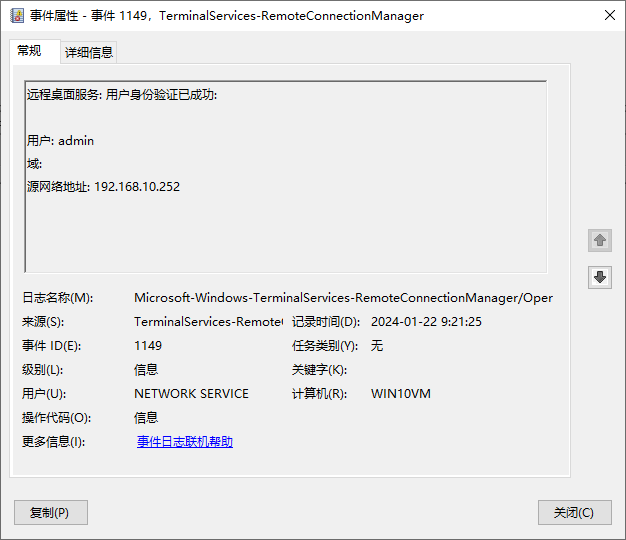 事件属性 - 事件 1149，TerminalServices-RemoteConnectionManager
常规 详细信息
远程桌面服务: 用户身份验证已成功:
用户: admin
域:
源网络地址: 192.168.10.252
日志名称(M): Microsoft-Windows-TerminalServices-RemoteConnectionManager/Oper
来源(S): TerminalServices-Remote 记录时间(D): 2024-01-22 9:21:25
事件 ID(E): 1149 任务类别(Y): 无
级别(L): 信息 关键字(K):
用户(U): NETWORK SERVICE 计算机(R): WIN10VM
操作代码(O): 信息
更多信息(I): 事件日志联机帮助
复制(P) 关闭(C)